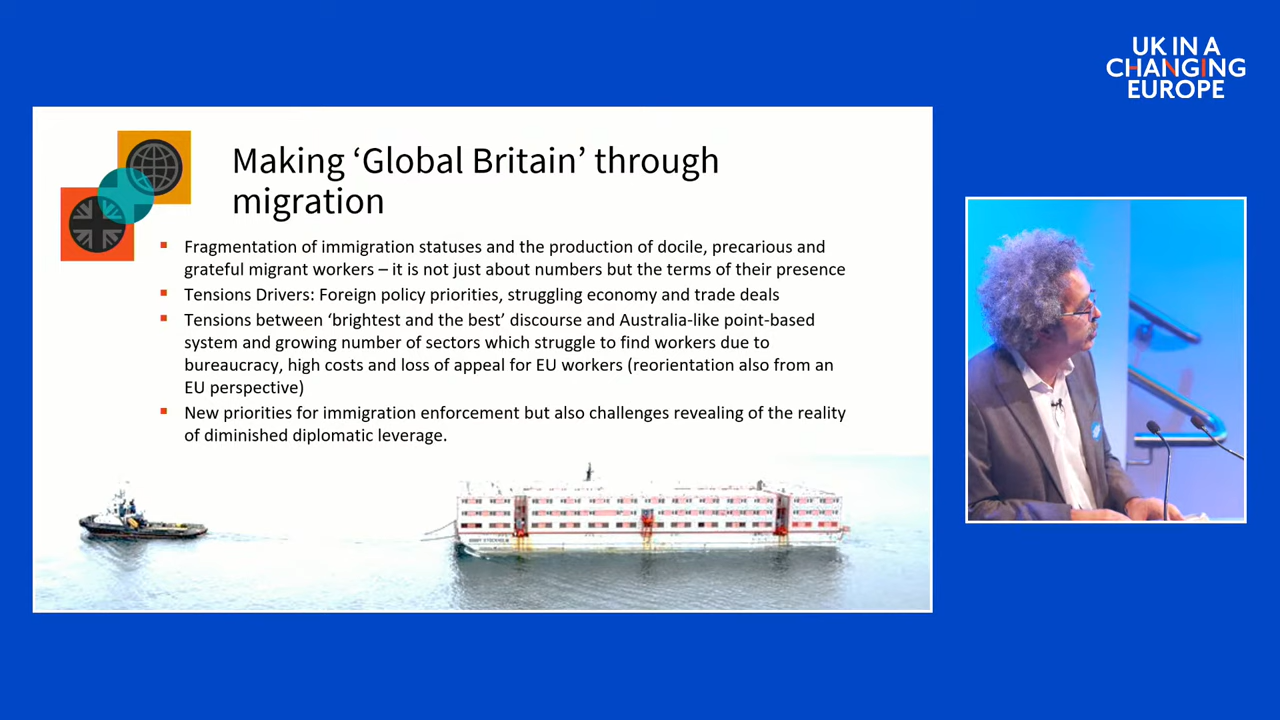 UK IN A
CHANGING
EUROPE
Making ‘Global Britain’ through
migration
Fragmentation of immigration statuses and the production of docile, precarious and
grateful migrant workers – it is not just about numbers but the terms of their presence
Tensions Drivers: Foreign policy priorities, struggling economy and trade deals
Tensions between ‘brightest and the best’ discourse and Australia-like point-based
system and growing number of sectors which struggle to find workers due to
bureaucracy, high costs and loss of appeal for EU workers (reorientation also from an
EU perspective)
New priorities for immigration enforcement but also challenges revealing of the reality
of diminished diplomatic leverage.
BIBBY STOCKHOLM